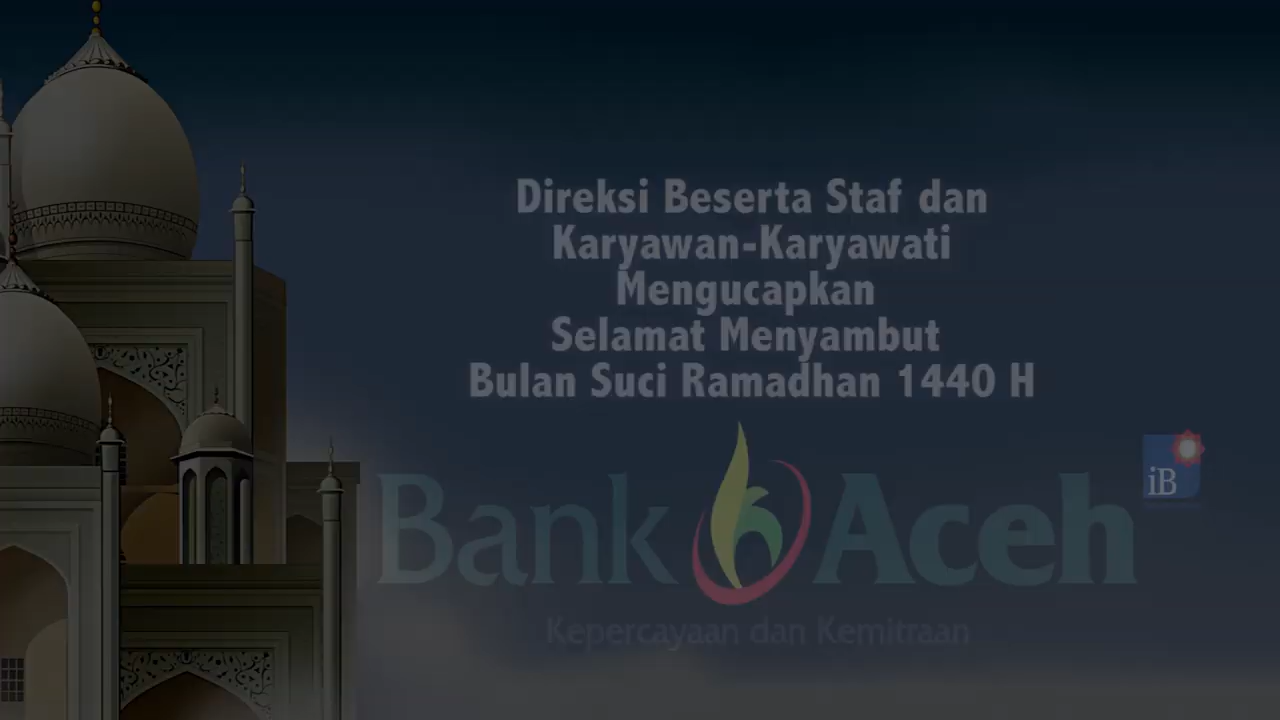 Direksi Beserta Staf dan
Karyawan-Karyawati
Mengucapkan
Selamat Menyambut
Bulan Suci Ramadhan 1440 H
Bank Aceh
iB
Kepercayaan dan Kemitraan